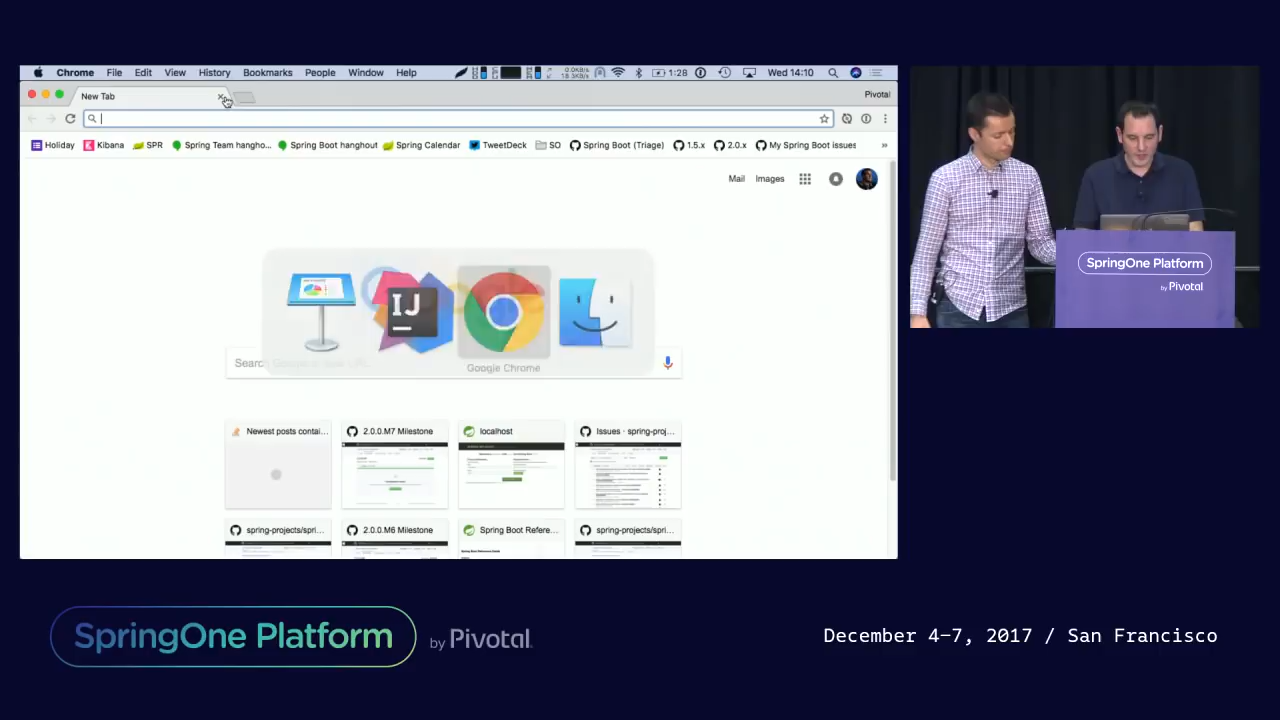 Chrome File Edit View History Bookmarks People Window Help 1:28 Wed 14:10
New Tab Pivotal
Holiday Kibana SPR Spring Team hangho... Spring Boot hanghout Spring Calendar TweetDeck SO Spring Boot (Triage) 1.5.x 2.0.x My Spring Boot issues »
Mail Images
IJ
Google Chrome
Newest posts contai... 2.0.0.M7 Milestone localhost Issues · spring-proj...
spring-projects/spri... 2.0.0.M6 Milestone Spring Boot Refere... spring-projects/spri...
SpringOne Platform
by Pivotal
SpringOne Platform by Pivotal.
December 4–7, 2017 / San Francisco